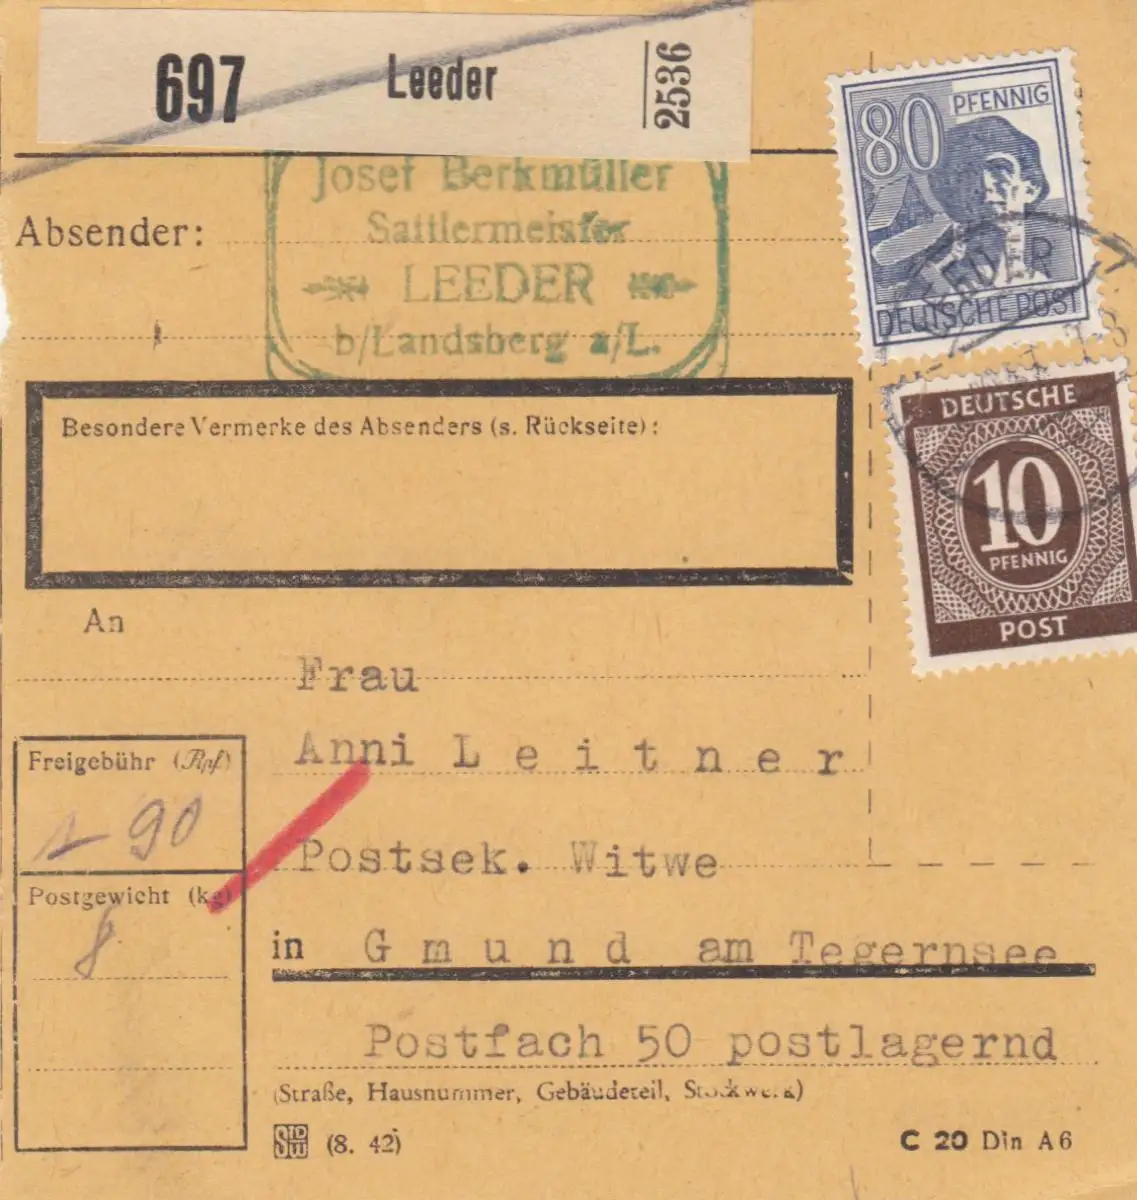 697 Leeder 2536
80 PFENNIG
DEUTSCHE POST
Josef Berkmüller
Absender:
Sattlermeister
LEEDER
b/Landsberg a/L.
DEUTSCHE
10
PFENNIG
POST
Besondere Vermerke des Absenders (s. Rückseite):
An
Frau
Anni Leitner
Freigebühr (Rpf)
90
Postsek. Witwe
Postgewicht (kg)
8
in Gmund am Tegernsee
Postfach 50 postlagernd
(Straße, Hausnummer, Gebäudeteil, Stockwerk)
(8. 42)
C 20 Din A6